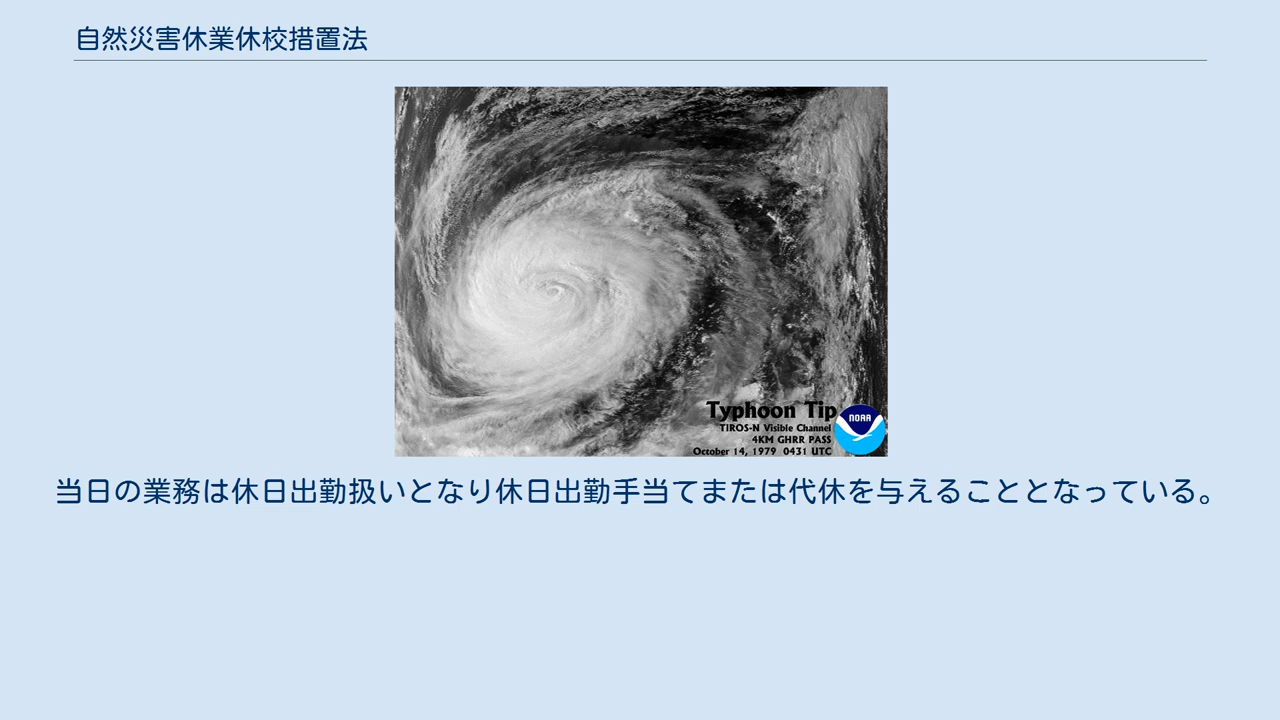 自然災害休業休校措置法
Typhoon Tip
TIROS-N Visible Channel
4KM GHRR PASS
October 14, 1979 0431 UTC
NOAA
当日の業務は休日出勤扱いとなり休日出勤手当てまたは代休を与えることとなっている。